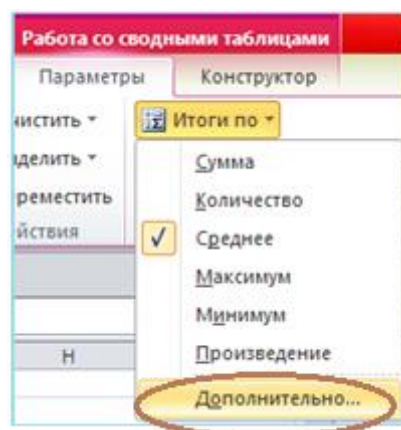 Работа со сводными таблицами
Параметры Конструктор
чистить Итоги по
делить Сумма
реместить Количество
йствия Среднее
Максимум
Минимум
H Произведение
Дополнительно...